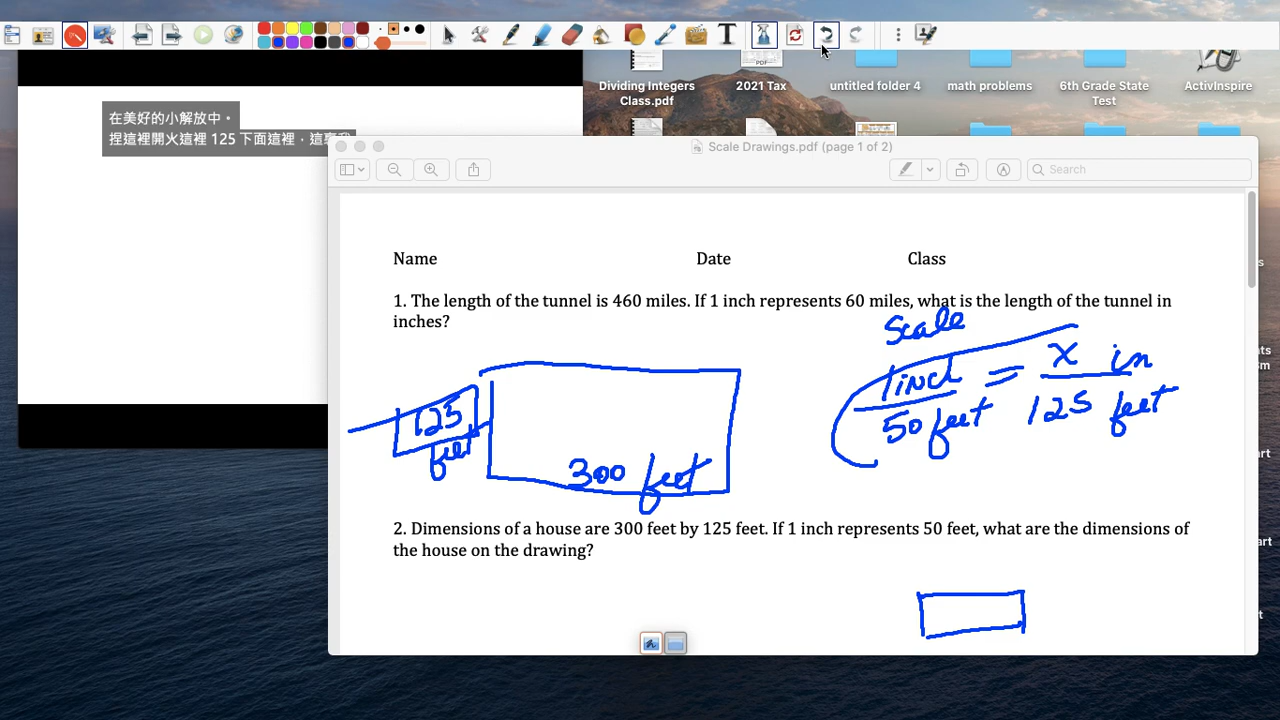 Dividing Integers
Class.pdf
PDF
2021 Tax
untitled folder 4
math problems
6th Grade State
Test
ActivInspire
在美好的小解放中。
捏這裡開火這裡 125 下面這裡，這
Scale Drawings.pdf (page 1 of 2)
Search
Name Date Class
1. The length of the tunnel is 460 miles. If 1 inch represents 60 miles, what is the length of the tunnel in
inches?
Scale
1 inch = x in
50 feet 125 feet
125
feet
300 feet
2. Dimensions of a house are 300 feet by 125 feet. If 1 inch represents 50 feet, what are the dimensions of
the house on the drawing?